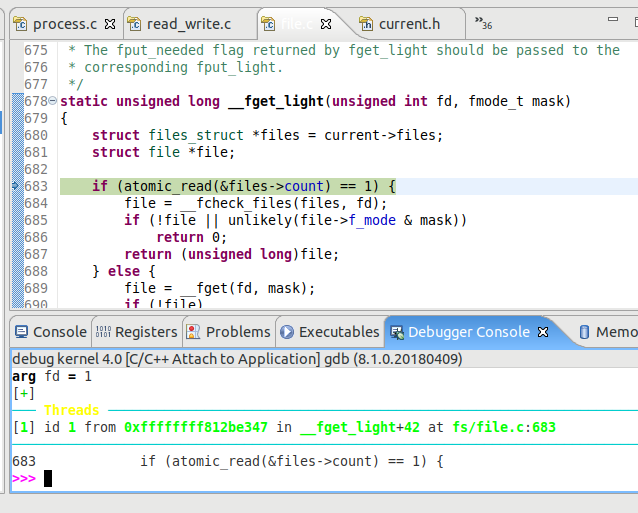 process.c read_write.c file.c current.h »36
675 * The fput_needed flag returned by fget_light should be passed to the
676 * corresponding fput_light.
677 */
678 static unsigned long __fget_light(unsigned int fd, fmode_t mask)
679 {
680 struct files_struct *files = current->files;
681 struct file *file;
682
683 if (atomic_read(&files->count) == 1) {
684 file = __fcheck_files(files, fd);
685 if (!file || unlikely(file->f_mode & mask))
686 return 0;
687 return (unsigned long)file;
688 } else {
689 file = __fget(fd, mask);
690 if (!file)
Console Registers Problems Executables Debugger Console Memo
debug kernel 4.0 [C/C++ Attach to Application] gdb (8.1.0.20180409)
arg fd = 1
[+]
Threads
[1] id 1 from 0xffffffff812be347 in __fget_light+42 at fs/file.c:683
683 if (atomic_read(&files->count) == 1) {
>>>